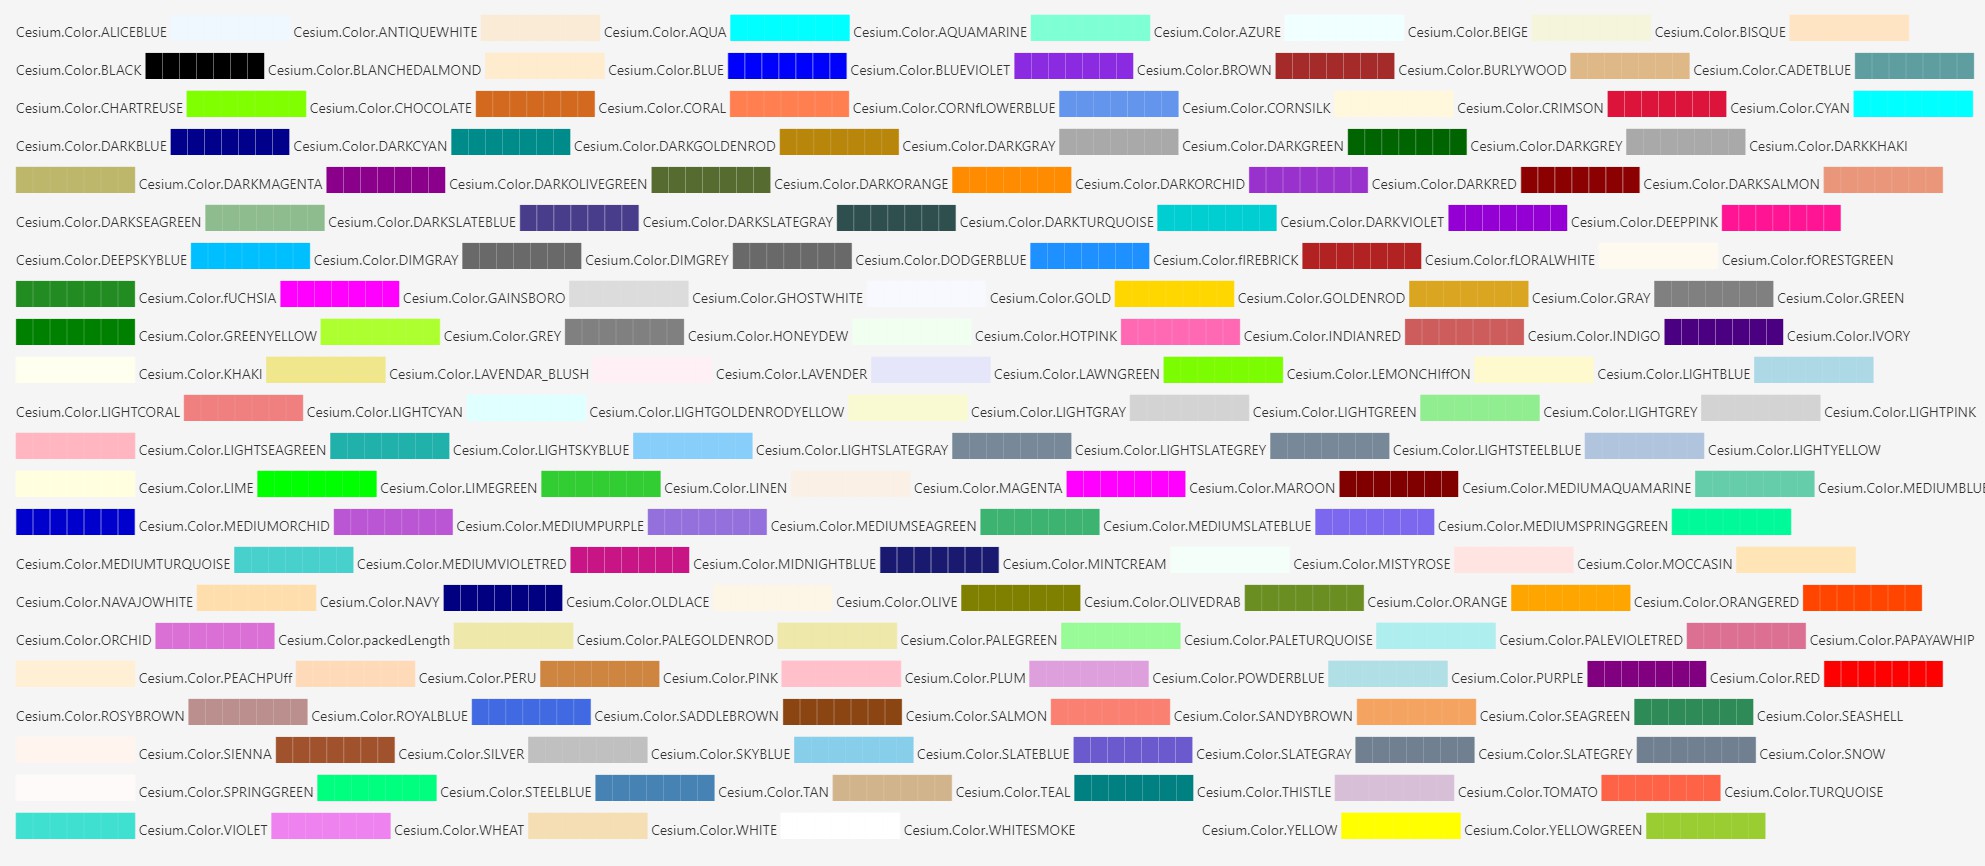 Cesium.Color.ALICEBLUE Cesium.Color.ANTIQUEWHITE Cesium.Color.AQUA Cesium.Color.AQUAMARINE Cesium.Color.AZURE Cesium.Color.BEIGE Cesium.Color.BISQUE
Cesium.Color.BLACK Cesium.Color.BLANCHEDALMOND Cesium.Color.BLUE Cesium.Color.BLUEVIOLET Cesium.Color.BROWN Cesium.Color.BURLYWOOD Cesium.Color.CADETBLUE
Cesium.Color.CHARTREUSE Cesium.Color.CHOCOLATE Cesium.Color.CORAL Cesium.Color.CORNfLOWERBLUE Cesium.Color.CORNSILK Cesium.Color.CRIMSON Cesium.Color.CYAN
Cesium.Color.DARKBLUE Cesium.Color.DARKCYAN Cesium.Color.DARKGOLDENROD Cesium.Color.DARKGRAY Cesium.Color.DARKGREEN Cesium.Color.DARKGREY Cesium.Color.DARKKHAKI
Cesium.Color.DARKMAGENTA Cesium.Color.DARKOLIVEGREEN Cesium.Color.DARKORANGE Cesium.Color.DARKORCHID Cesium.Color.DARKRED Cesium.Color.DARKSALMON
Cesium.Color.DARKSEAGREEN Cesium.Color.DARKSLATEBLUE Cesium.Color.DARKSLATEGRAY Cesium.Color.DARKTURQUOISE Cesium.Color.DARKVIOLET Cesium.Color.DEEPPINK
Cesium.Color.DEEPSKYBLUE Cesium.Color.DIMGRAY Cesium.Color.DIMGREY Cesium.Color.DODGERBLUE Cesium.Color.fIREBRICK Cesium.Color.fLORALWHITE Cesium.Color.fORESTGREEN
Cesium.Color.fUCHSIA Cesium.Color.GAINSBORO Cesium.Color.GHOSTWHITE Cesium.Color.GOLD Cesium.Color.GOLDENROD Cesium.Color.GRAY Cesium.Color.GREEN
Cesium.Color.GREENYELLOW Cesium.Color.GREY Cesium.Color.HONEYDEW Cesium.Color.HOTPINK Cesium.Color.INDIANRED Cesium.Color.INDIGO Cesium.Color.IVORY
Cesium.Color.KHAKI Cesium.Color.LAVENDAR_BLUSH Cesium.Color.LAVENDER Cesium.Color.LAWNGREEN Cesium.Color.LEMONCHIffON Cesium.Color.LIGHTBLUE
Cesium.Color.LIGHTCORAL Cesium.Color.LIGHTCYAN Cesium.Color.LIGHTGOLDENRODYELLOW Cesium.Color.LIGHTGRAY Cesium.Color.LIGHTGREEN Cesium.Color.LIGHTGREY Cesium.Color.LIGHTPINK
Cesium.Color.LIGHTSEAGREEN Cesium.Color.LIGHTSKYBLUE Cesium.Color.LIGHTSLATEGRAY Cesium.Color.LIGHTSLATEGREY Cesium.Color.LIGHTSTEELBLUE Cesium.Color.LIGHTYELLOW
Cesium.Color.LIME Cesium.Color.LIMEGREEN Cesium.Color.LINEN Cesium.Color.MAGENTA Cesium.Color.MAROON Cesium.Color.MEDIUMAQUAMARINE Cesium.Color.MEDIUMBLUE
Cesium.Color.MEDIUMORCHID Cesium.Color.MEDIUMPURPLE Cesium.Color.MEDIUMSEAGREEN Cesium.Color.MEDIUMSLATEBLUE Cesium.Color.MEDIUMSPRINGGREEN
Cesium.Color.MEDIUMTURQUOISE Cesium.Color.MEDIUMVIOLETRED Cesium.Color.MIDNIGHTBLUE Cesium.Color.MINTCREAM Cesium.Color.MISTYROSE Cesium.Color.MOCCASIN
Cesium.Color.NAVAJOWHITE Cesium.Color.NAVY Cesium.Color.OLDLACE Cesium.Color.OLIVE Cesium.Color.OLIVEDRAB Cesium.Color.ORANGE Cesium.Color.ORANGERED
Cesium.Color.ORCHID Cesium.Color.packedLength Cesium.Color.PALEGOLDENROD Cesium.Color.PALEGREEN Cesium.Color.PALETURQUOISE Cesium.Color.PALEVIOLETRED Cesium.Color.PAPAYAWHIP
Cesium.Color.PEACHPUff Cesium.Color.PERU Cesium.Color.PINK Cesium.Color.PLUM Cesium.Color.POWDERBLUE Cesium.Color.PURPLE Cesium.Color.RED
Cesium.Color.ROSYBROWN Cesium.Color.ROYALBLUE Cesium.Color.SADDLEBROWN Cesium.Color.SALMON Cesium.Color.SANDYBROWN Cesium.Color.SEAGREEN Cesium.Color.SEASHELL
Cesium.Color.SIENNA Cesium.Color.SILVER Cesium.Color.SKYBLUE Cesium.Color.SLATEBLUE Cesium.Color.SLATEGRAY Cesium.Color.SLATEGREY Cesium.Color.SNOW
Cesium.Color.SPRINGGREEN Cesium.Color.STEELBLUE Cesium.Color.TAN Cesium.Color.TEAL Cesium.Color.THISTLE Cesium.Color.TOMATO Cesium.Color.TURQUOISE
Cesium.Color.VIOLET Cesium.Color.WHEAT Cesium.Color.WHITE Cesium.Color.WHITESMOKE Cesium.Color.YELLOW Cesium.Color.YELLOWGREEN